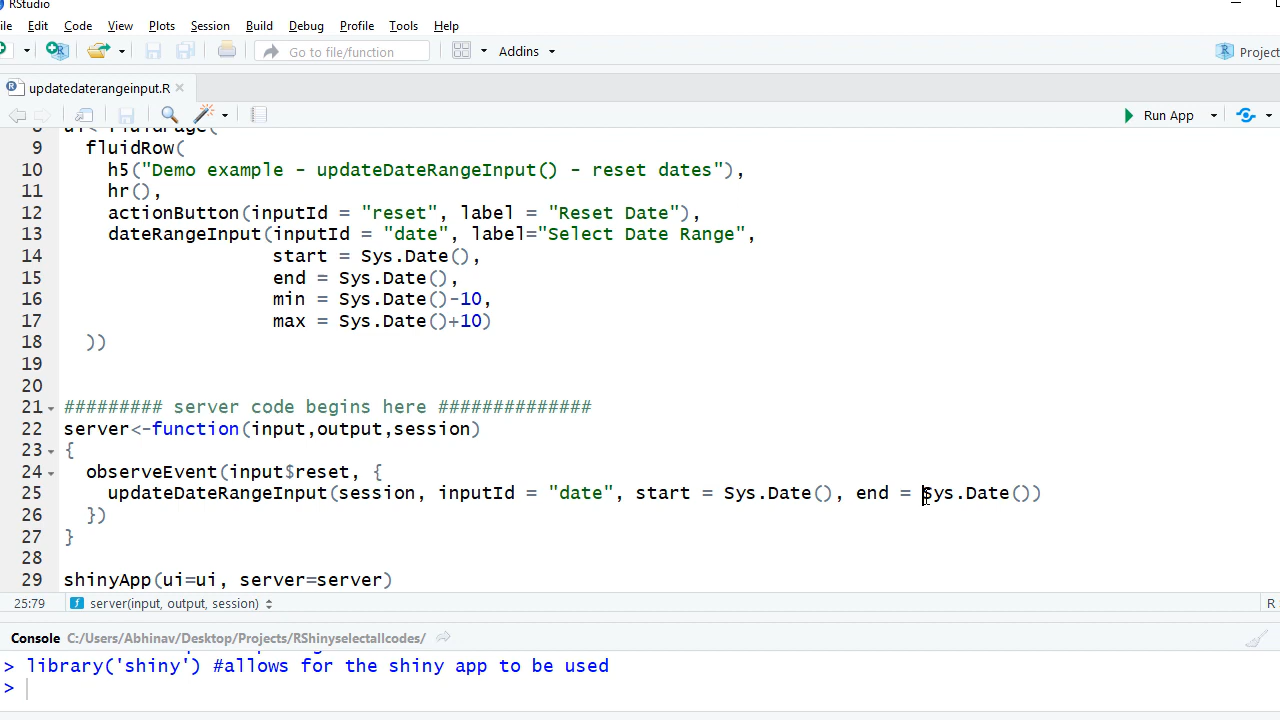 RStudio
ile Edit Code View Plots Session Build Debug Profile Tools Help
Go to file/function Addins Project
updatedaterangeinput.R
Run App
8 ui<-fluidPage(
9 fluidRow(
10 h5("Demo example - updateDateRangeInput() - reset dates"),
11 hr(),
12 actionButton(inputId = "reset", label = "Reset Date"),
13 dateRangeInput(inputId = "date", label="Select Date Range",
14 start = Sys.Date(),
15 end = Sys.Date(),
16 min = Sys.Date()-10,
17 max = Sys.Date()+10)
18 ))
19
20
21 ######### server code begins here ##############
22 server<-function(input,output,session)
23 {
24 observeEvent(input$reset, {
25 updateDateRangeInput(session, inputId = "date", start = Sys.Date(), end = Sys.Date())
26 })
27 }
28
29 shinyApp(ui=ui, server=server)
25:79 server(input, output, session) R
Console C:/Users/Abhinav/Desktop/Projects/RShinyselectallcodes/
> library('shiny') #allows for the shiny app to be used
>